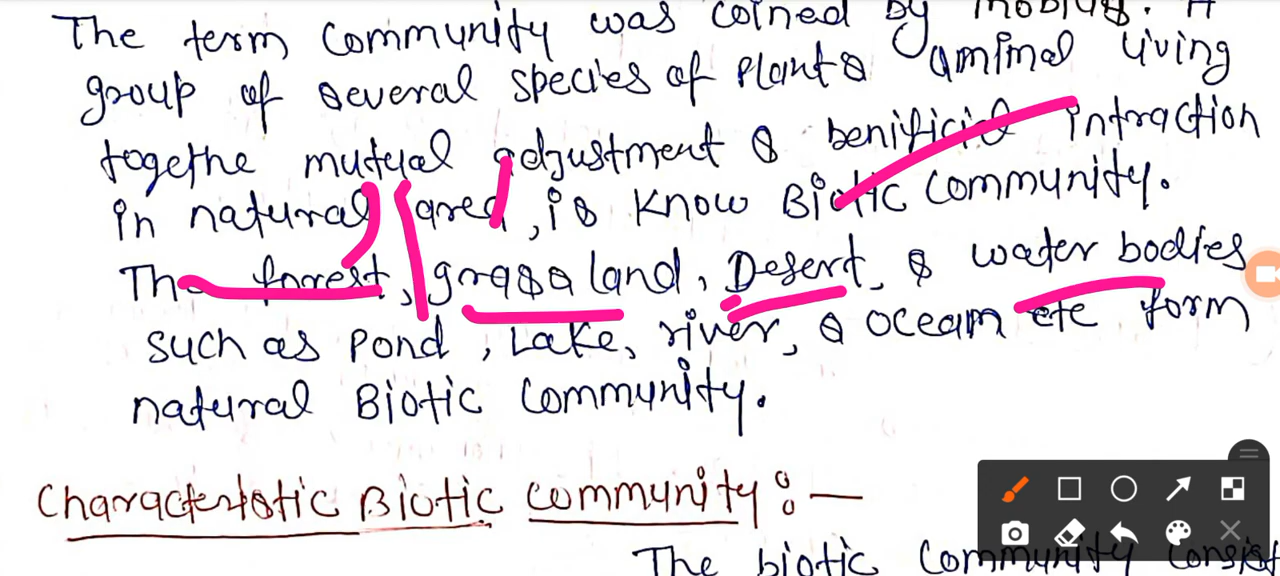 The term community was coined by Mobius. A
group of several species of plant & animal living
togethe mutual adjustment & benificial intraction
in natural area, is know Biotic community.
The forest, grass land, Desert, & water bodies
such as Pond, Lake, river, & ocean etc form
natural Biotic community.
Characteristic Biotic community :—
The biotic community consist